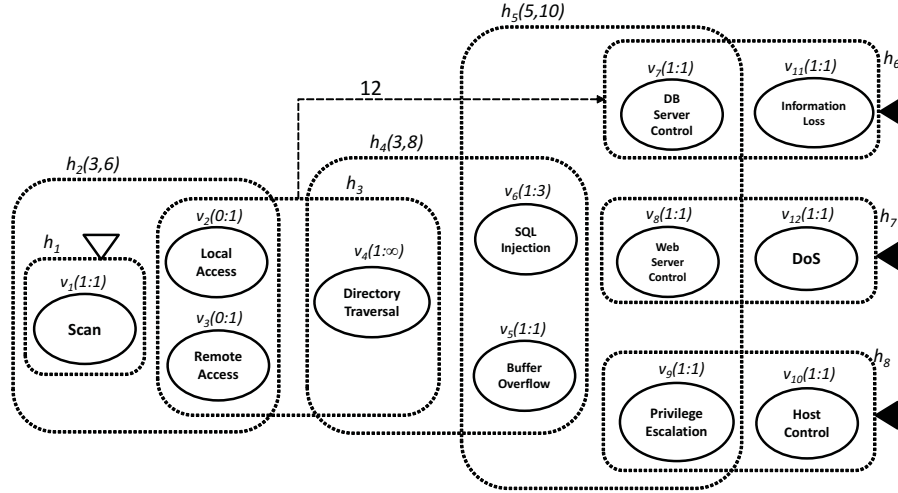 h5(5,10)
v7(1:1)
v11(1:1)
h6
DB
Server
Control
Information
Loss
12
h4(3,8)
h2(3,6)
h3
v2(0:1)
v6(1:3)
v8(1:1)
v12(1:1)
h7
h1
Local
Access
v4(1:∞)
SQL
Injection
Web
Server
Control
DoS
v1(1:1)
Scan
Directory
Traversal
v3(0:1)
Remote
Access
v5(1:1)
Buffer
Overflow
v9(1:1)
v10(1:1)
h8
Privilege
Escalation
Host
Control